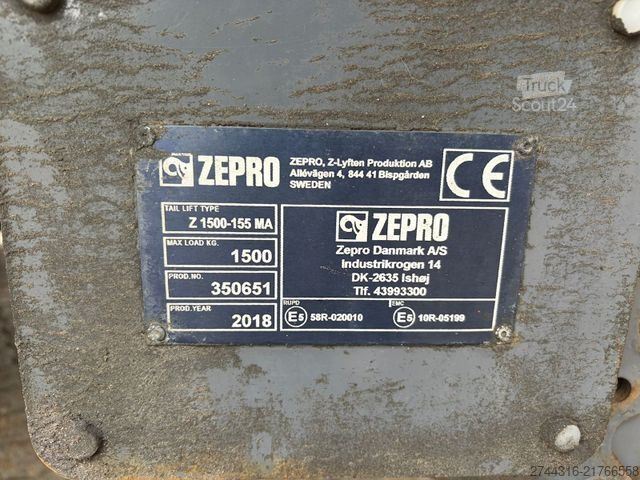 Truck
Scout24
ZEPRO
ZEPRO, Z-Lyften Produktion AB
Allévägen 4, 844 41 Bispgården
SWEDEN
CE
TAIL LIFT TYPE
Z 1500-155 MA
MAX LOAD KG.
1500
PROD.NO.
350651
PROD.YEAR
2018
ZEPRO
Zepro Danmark A/S
Industrikrogen 14
DK-2635 Ishøj
Tlf. 43993300
RUPD
E5 58R-020010
EMC
E5 10R-05199
2744316-21766558